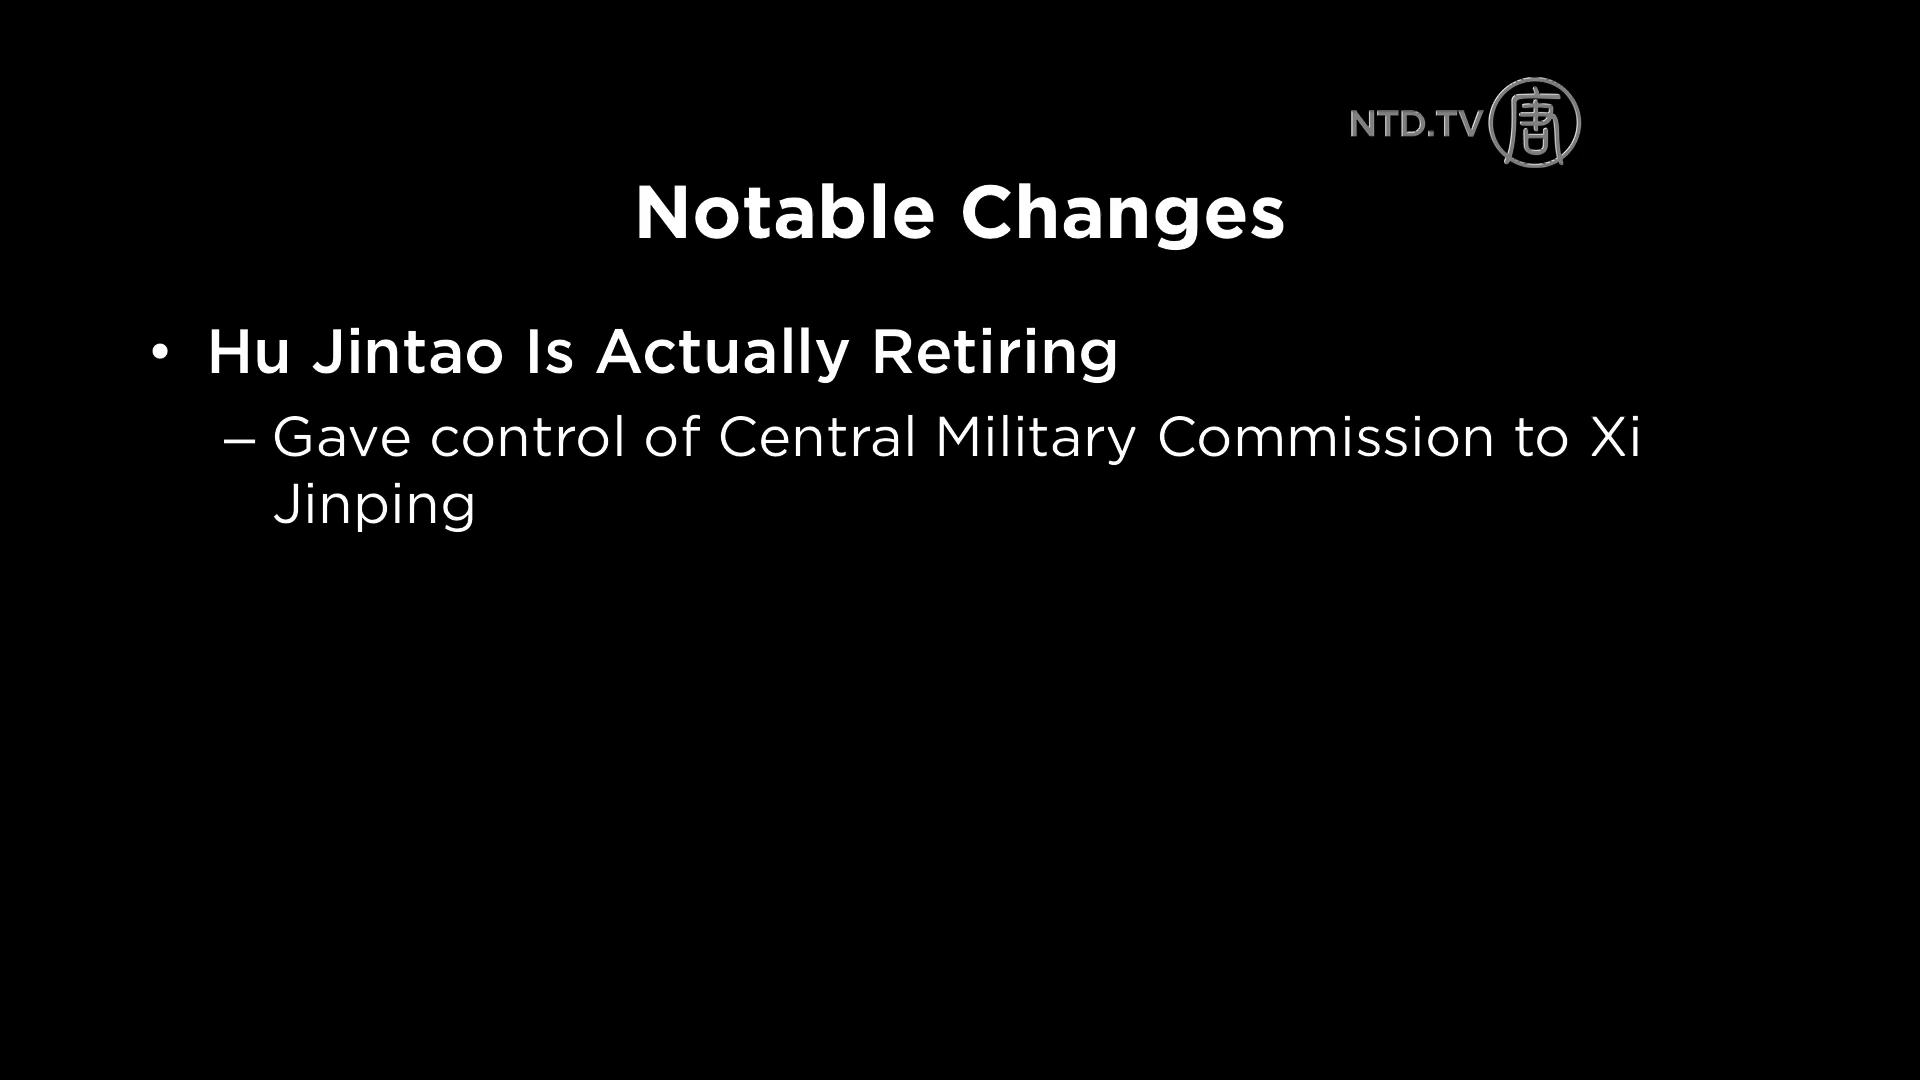 NTD.TV 唐
Notable Changes
• Hu Jintao Is Actually Retiring
– Gave control of Central Military Commission to Xi
Jinping